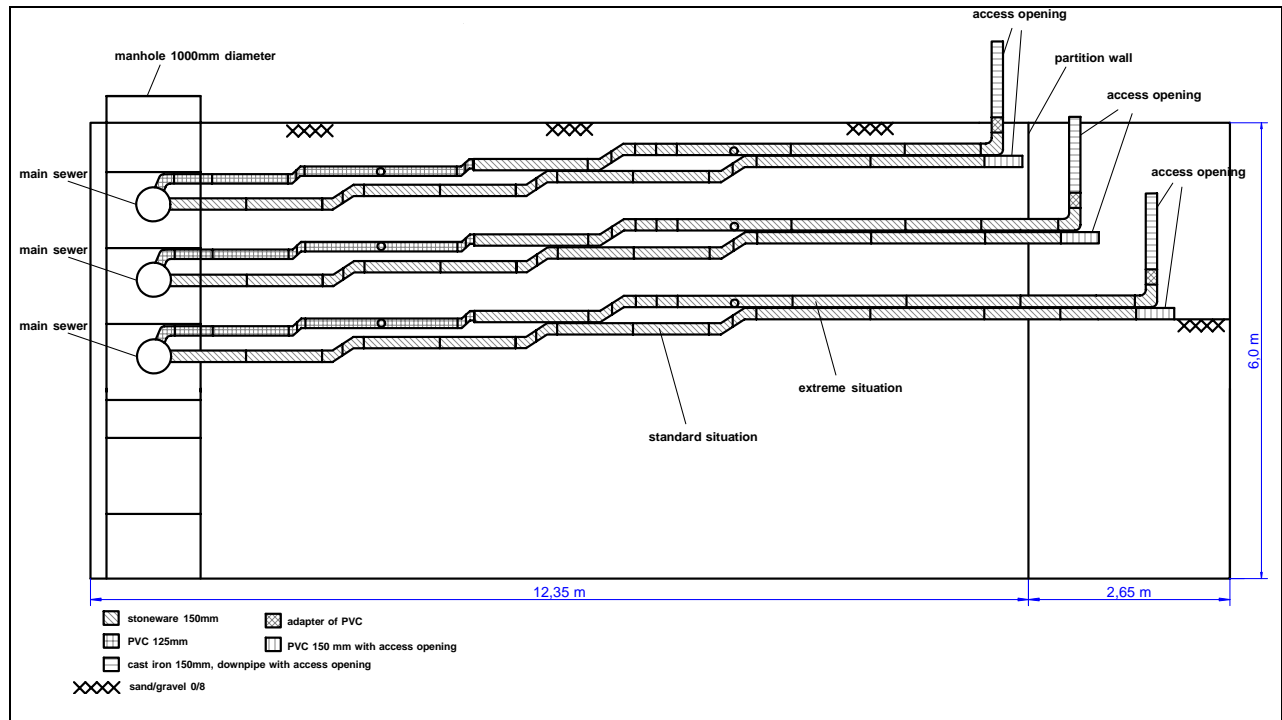 access opening
manhole 1000mm diameter
partition wall
access opening
main sewer
access opening
main sewer
main sewer
6,0 m
extreme situation
standard situation
12,35 m
2,65 m
stoneware 150mm
adapter of PVC
PVC 125mm
PVC 150 mm with access opening
cast iron 150mm, downpipe with access opening
sand/gravel 0/8